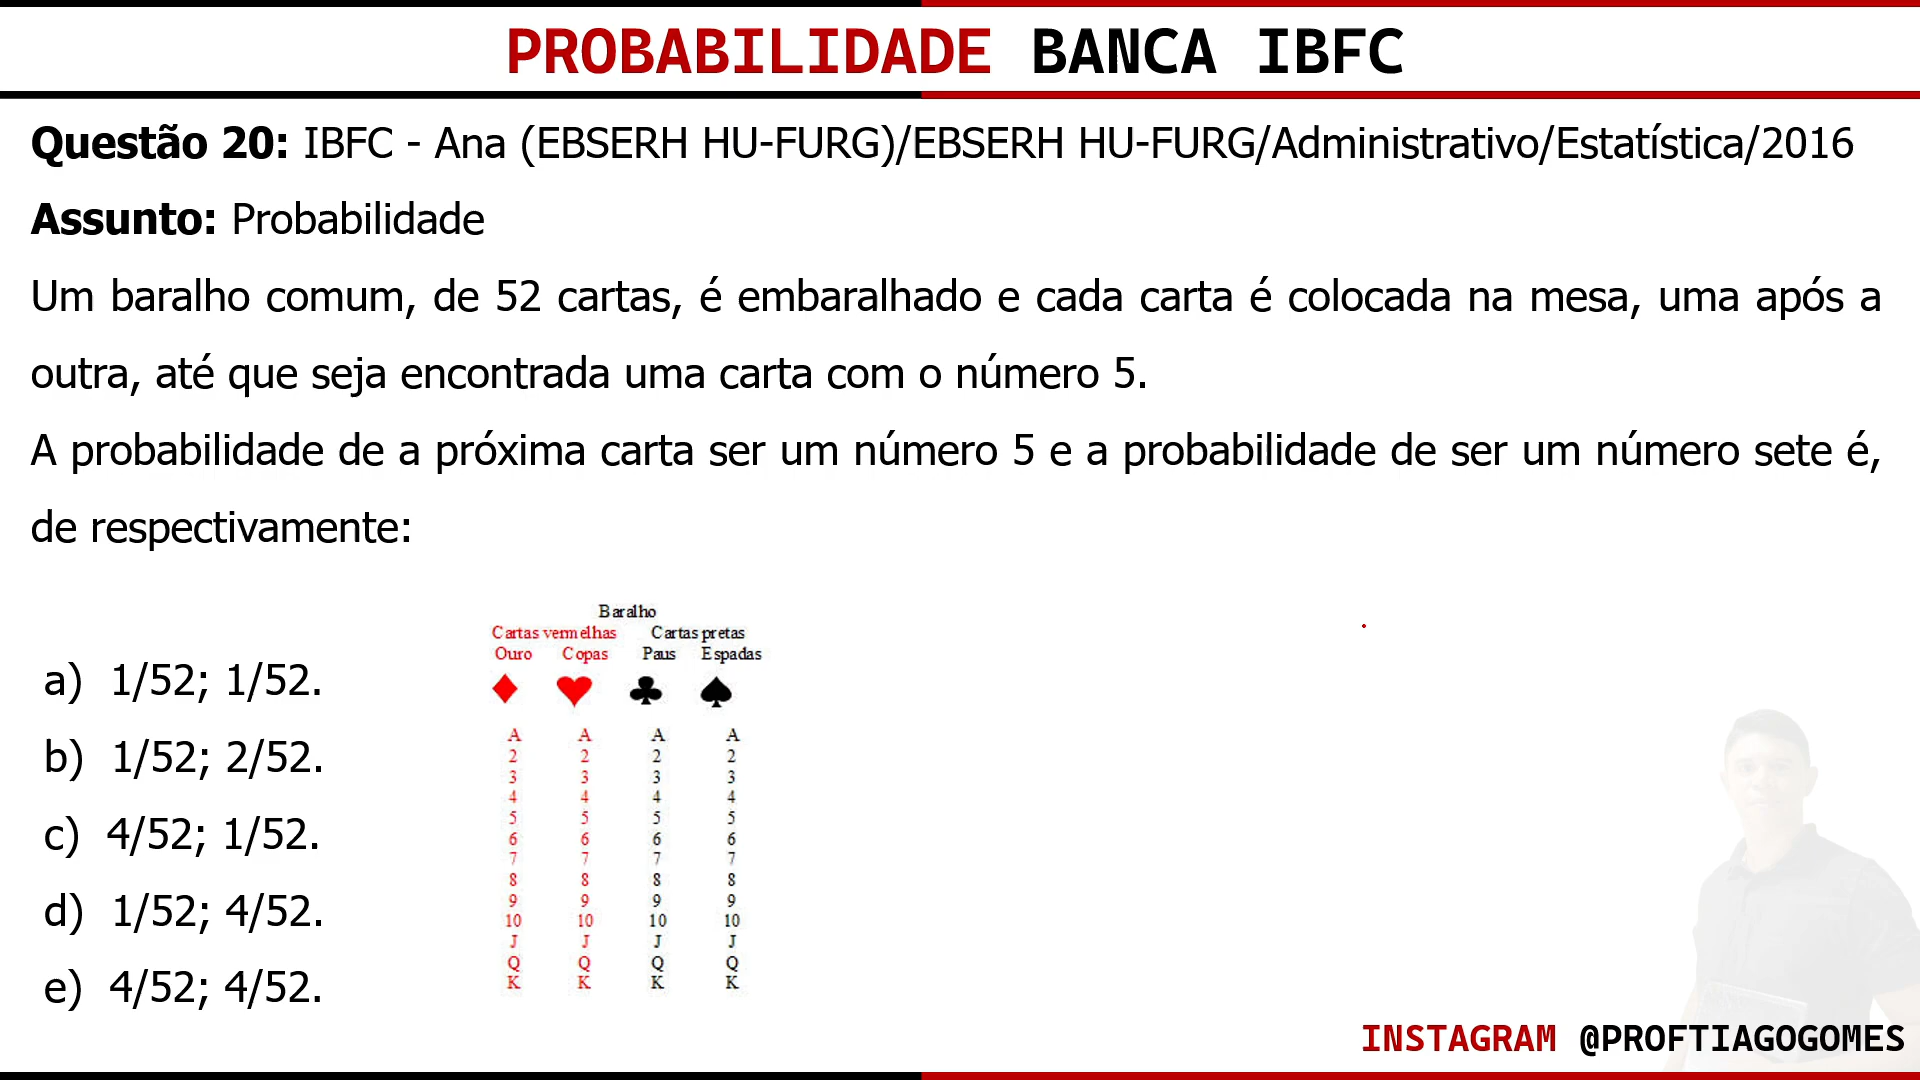 PROBABILIDADE BANCA IBFC
Questão 20: IBFC - Ana (EBSERH HU-FURG)/EBSERH HU-FURG/Administrativo/Estatística/2016
Assunto: Probabilidade
Um baralho comum, de 52 cartas, é embaralhado e cada carta é colocada na mesa, uma após a
outra, até que seja encontrada uma carta com o número 5.
A probabilidade de a próxima carta ser um número 5 e a probabilidade de ser um número sete é,
de respectivamente:
a) 1/52; 1/52.
b) 1/52; 2/52.
c) 4/52; 1/52.
d) 1/52; 4/52.
e) 4/52; 4/52.
Baralho
Cartas vermelhas Cartas pretas
Ouro Copas Paus Espadas
A A A A
2 2 2 2
3 3 3 3
4 4 4 4
5 5 5 5
6 6 6 6
7 7 7 7
8 8 8 8
9 9 9 9
10 10 10 10
J J J J
Q Q Q Q
K K K K
INSTAGRAM @PROFTIAGOGOMES